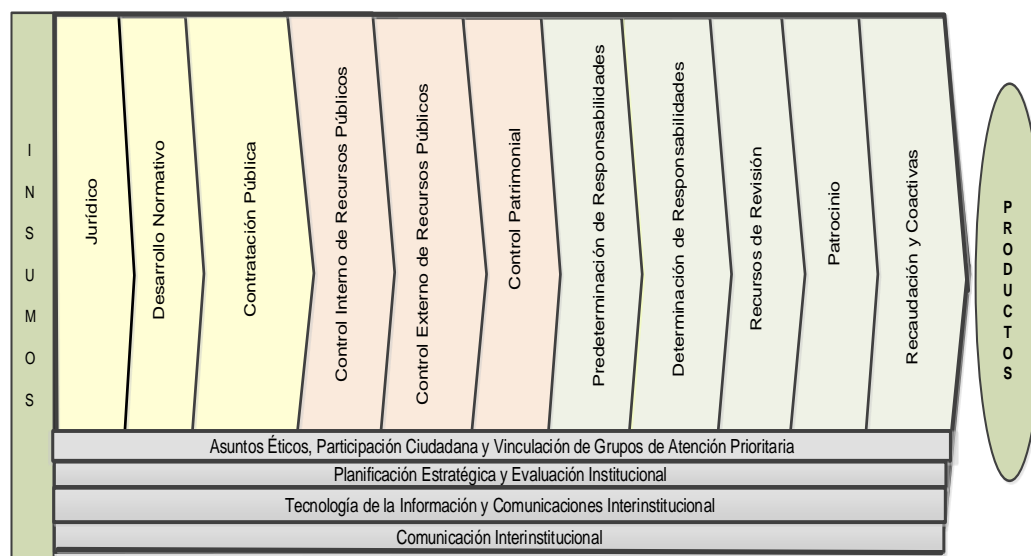 INSUMOS
Jurídico
Desarrollo Normativo
Contratación Pública
Control Interno de Recursos Públicos
Control Externo de Recursos Públicos
Control Patrimonial
Predeterminación de Responsabilidades
Determinación de Responsabilidades
Recursos de Revisión
Patrocinio
Recaudación y Coactivas
PRODUCTOS
Asuntos Éticos, Participación Ciudadana y Vinculación de Grupos de Atención Prioritaria
Planificación Estratégica y Evaluación Institucional
Tecnología de la Información y Comunicaciones Interinstitucional
Comunicación Interinstitucional